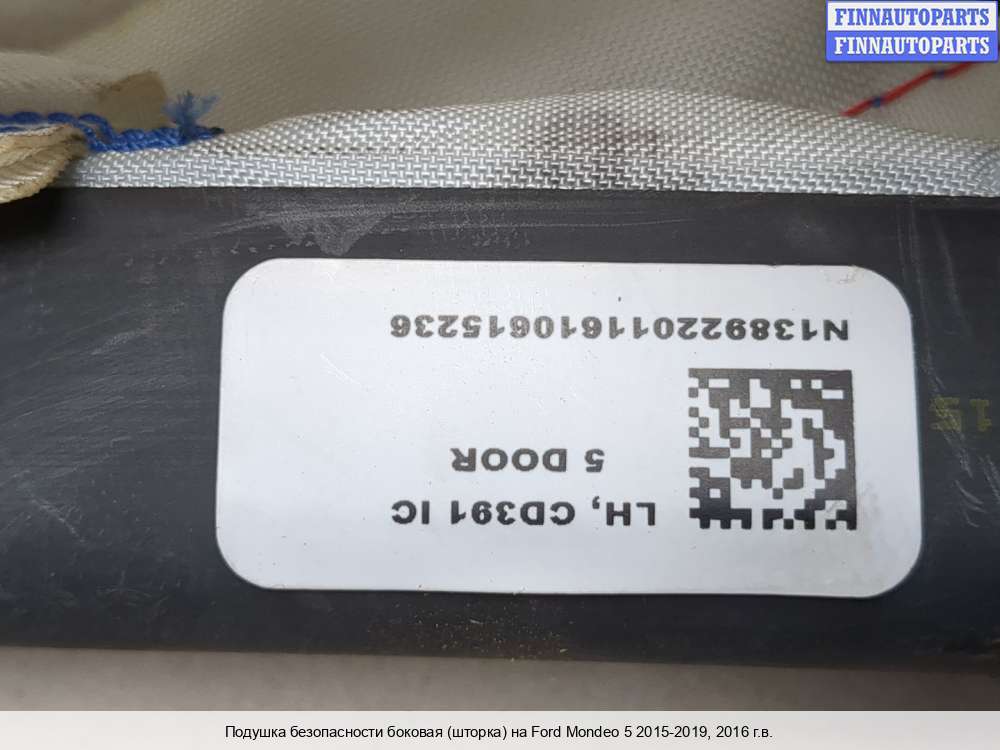 FINNAUTOPARTS
FINNAUTOPARTS
LH, CD391 IC
5 DOOR
N138922011610615236
15
Подушка безопасности боковая (шторка) на Ford Mondeo 5 2015-2019, 2016 г.в.